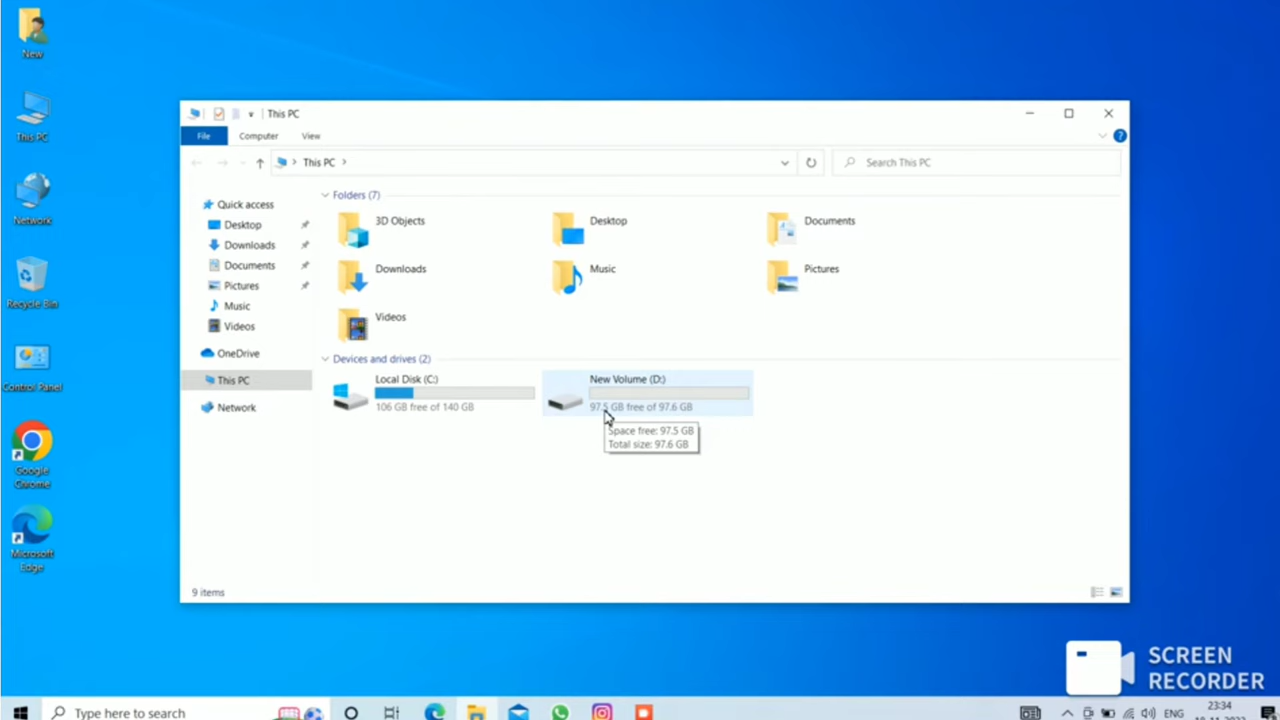 New
This PC
Network
Recycle Bin
Control Panel
Google
Chrome
Microsoft
Edge
This PC
File
Computer
View
This PC
Search This PC
Quick access
Desktop
Downloads
Documents
Pictures
Music
Videos
OneDrive
This PC
Network
Folders (7)
3D Objects
Desktop
Documents
Downloads
Music
Pictures
Videos
Devices and drives (2)
Local Disk (C:)
106 GB free of 140 GB
New Volume (D:)
97.5 GB free of 97.6 GB
Space free: 97.5 GB
Total size: 97.6 GB
9 items
SCREEN
RECORDER
Type here to search
ENG
23:34